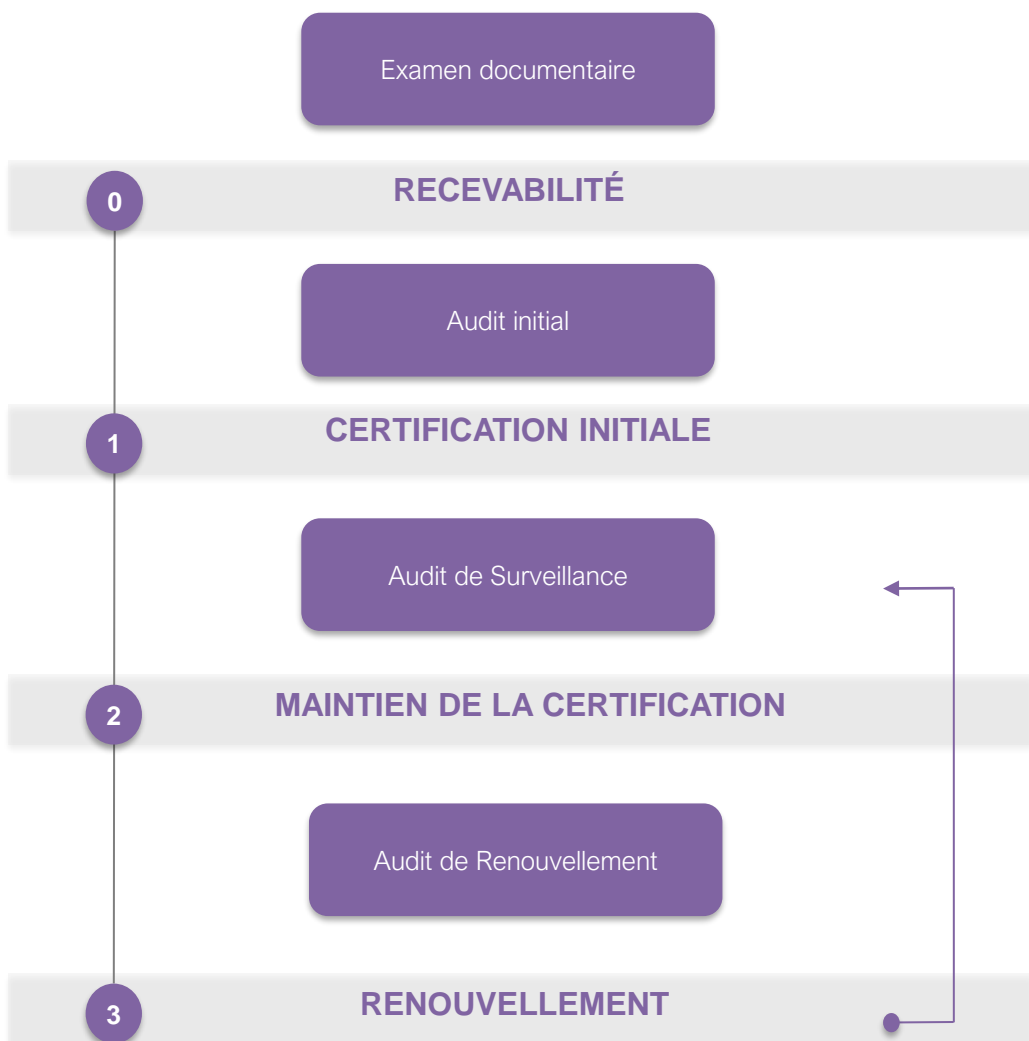 Examen documentaire
0
RECEVABILITÉ
Audit initial
1
CERTIFICATION INITIALE
Audit de Surveillance
2
MAINTIEN DE LA CERTIFICATION
Audit de Renouvellement
3
RENOUVELLEMENT